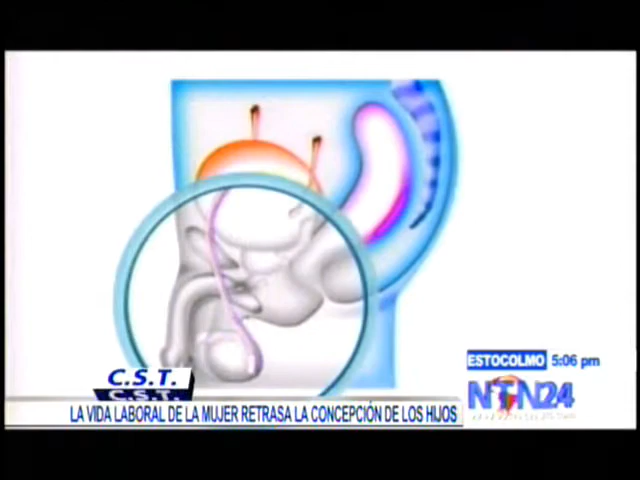 C.S.T.
C.S.T.
LA VIDA LABORAL DE LA MUJER RETRASA LA CONCEPCIÓN DE LOS HIJOS
ESTOCOLMO 5:06 pm
NTN24